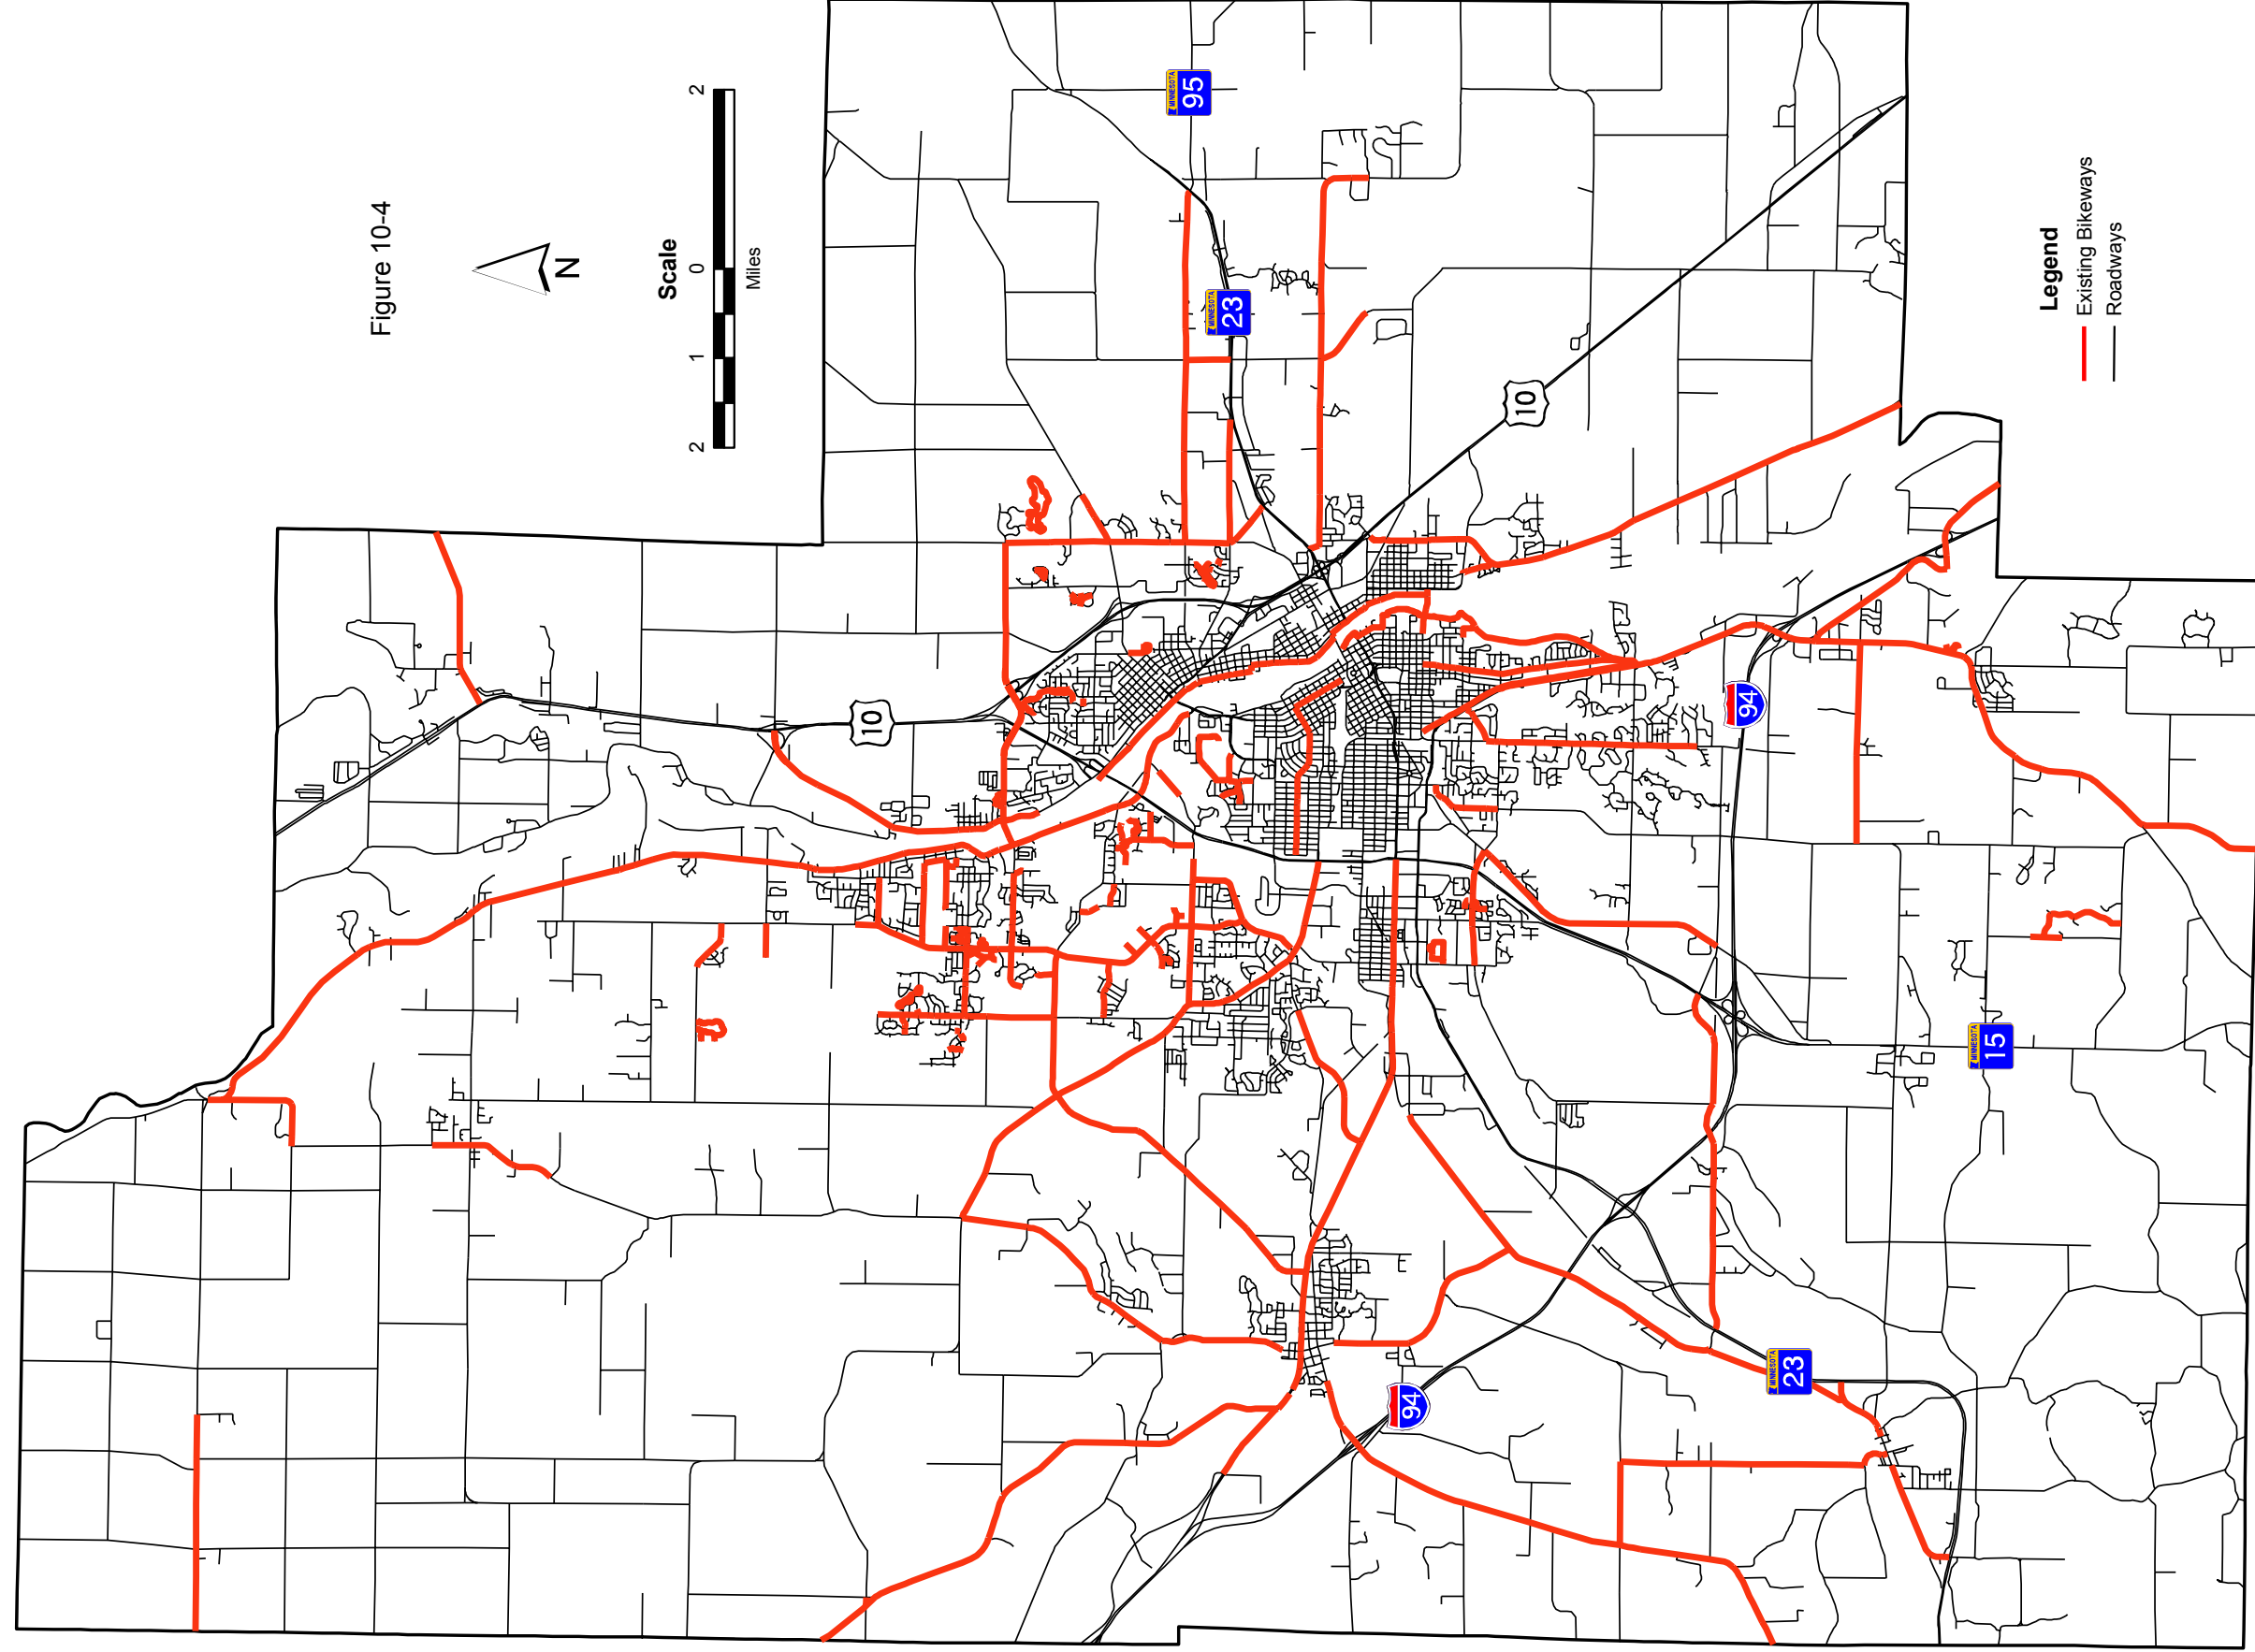 Figure 10-4
N
Scale
2 1 0 2
Miles
MINNESOTA
95
MINNESOTA
23
10
10
94
MINNESOTA
15
94
MINNESOTA
23
Legend
Existing Bikeways
Roadways